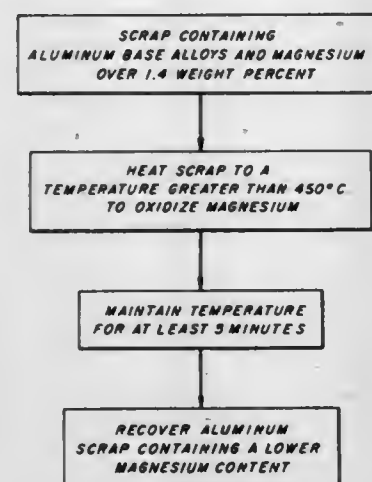 SCRAP CONTAINING
ALUMINUM BASE ALLOYS AND MAGNESIUM
OVER 1.4 WEIGHT PERCENT
HEAT SCRAP TO A
TEMPERATURE GREATER THAN 450°C
TO OXIDIZE MAGNESIUM
MAINTAIN TEMPERATURE
FOR AT LEAST 5 MINUTES
RECOVER ALUMINUM
SCRAP CONTAINING A LOWER
MAGNESIUM CONTENT